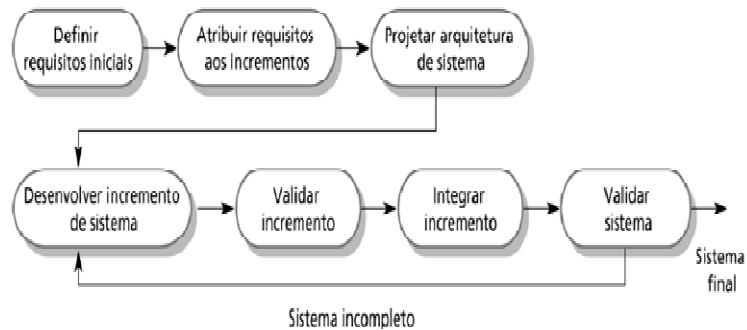 Definir
requisitos iniciais
Atribuir requisitos
aos incrementos
Projetar arquitetura
de sistema
Desenvolver incremento
de sistema
Validar
incremento
Integrar
incremento
Validar
sistema
Sistema
final
Sistema incompleto